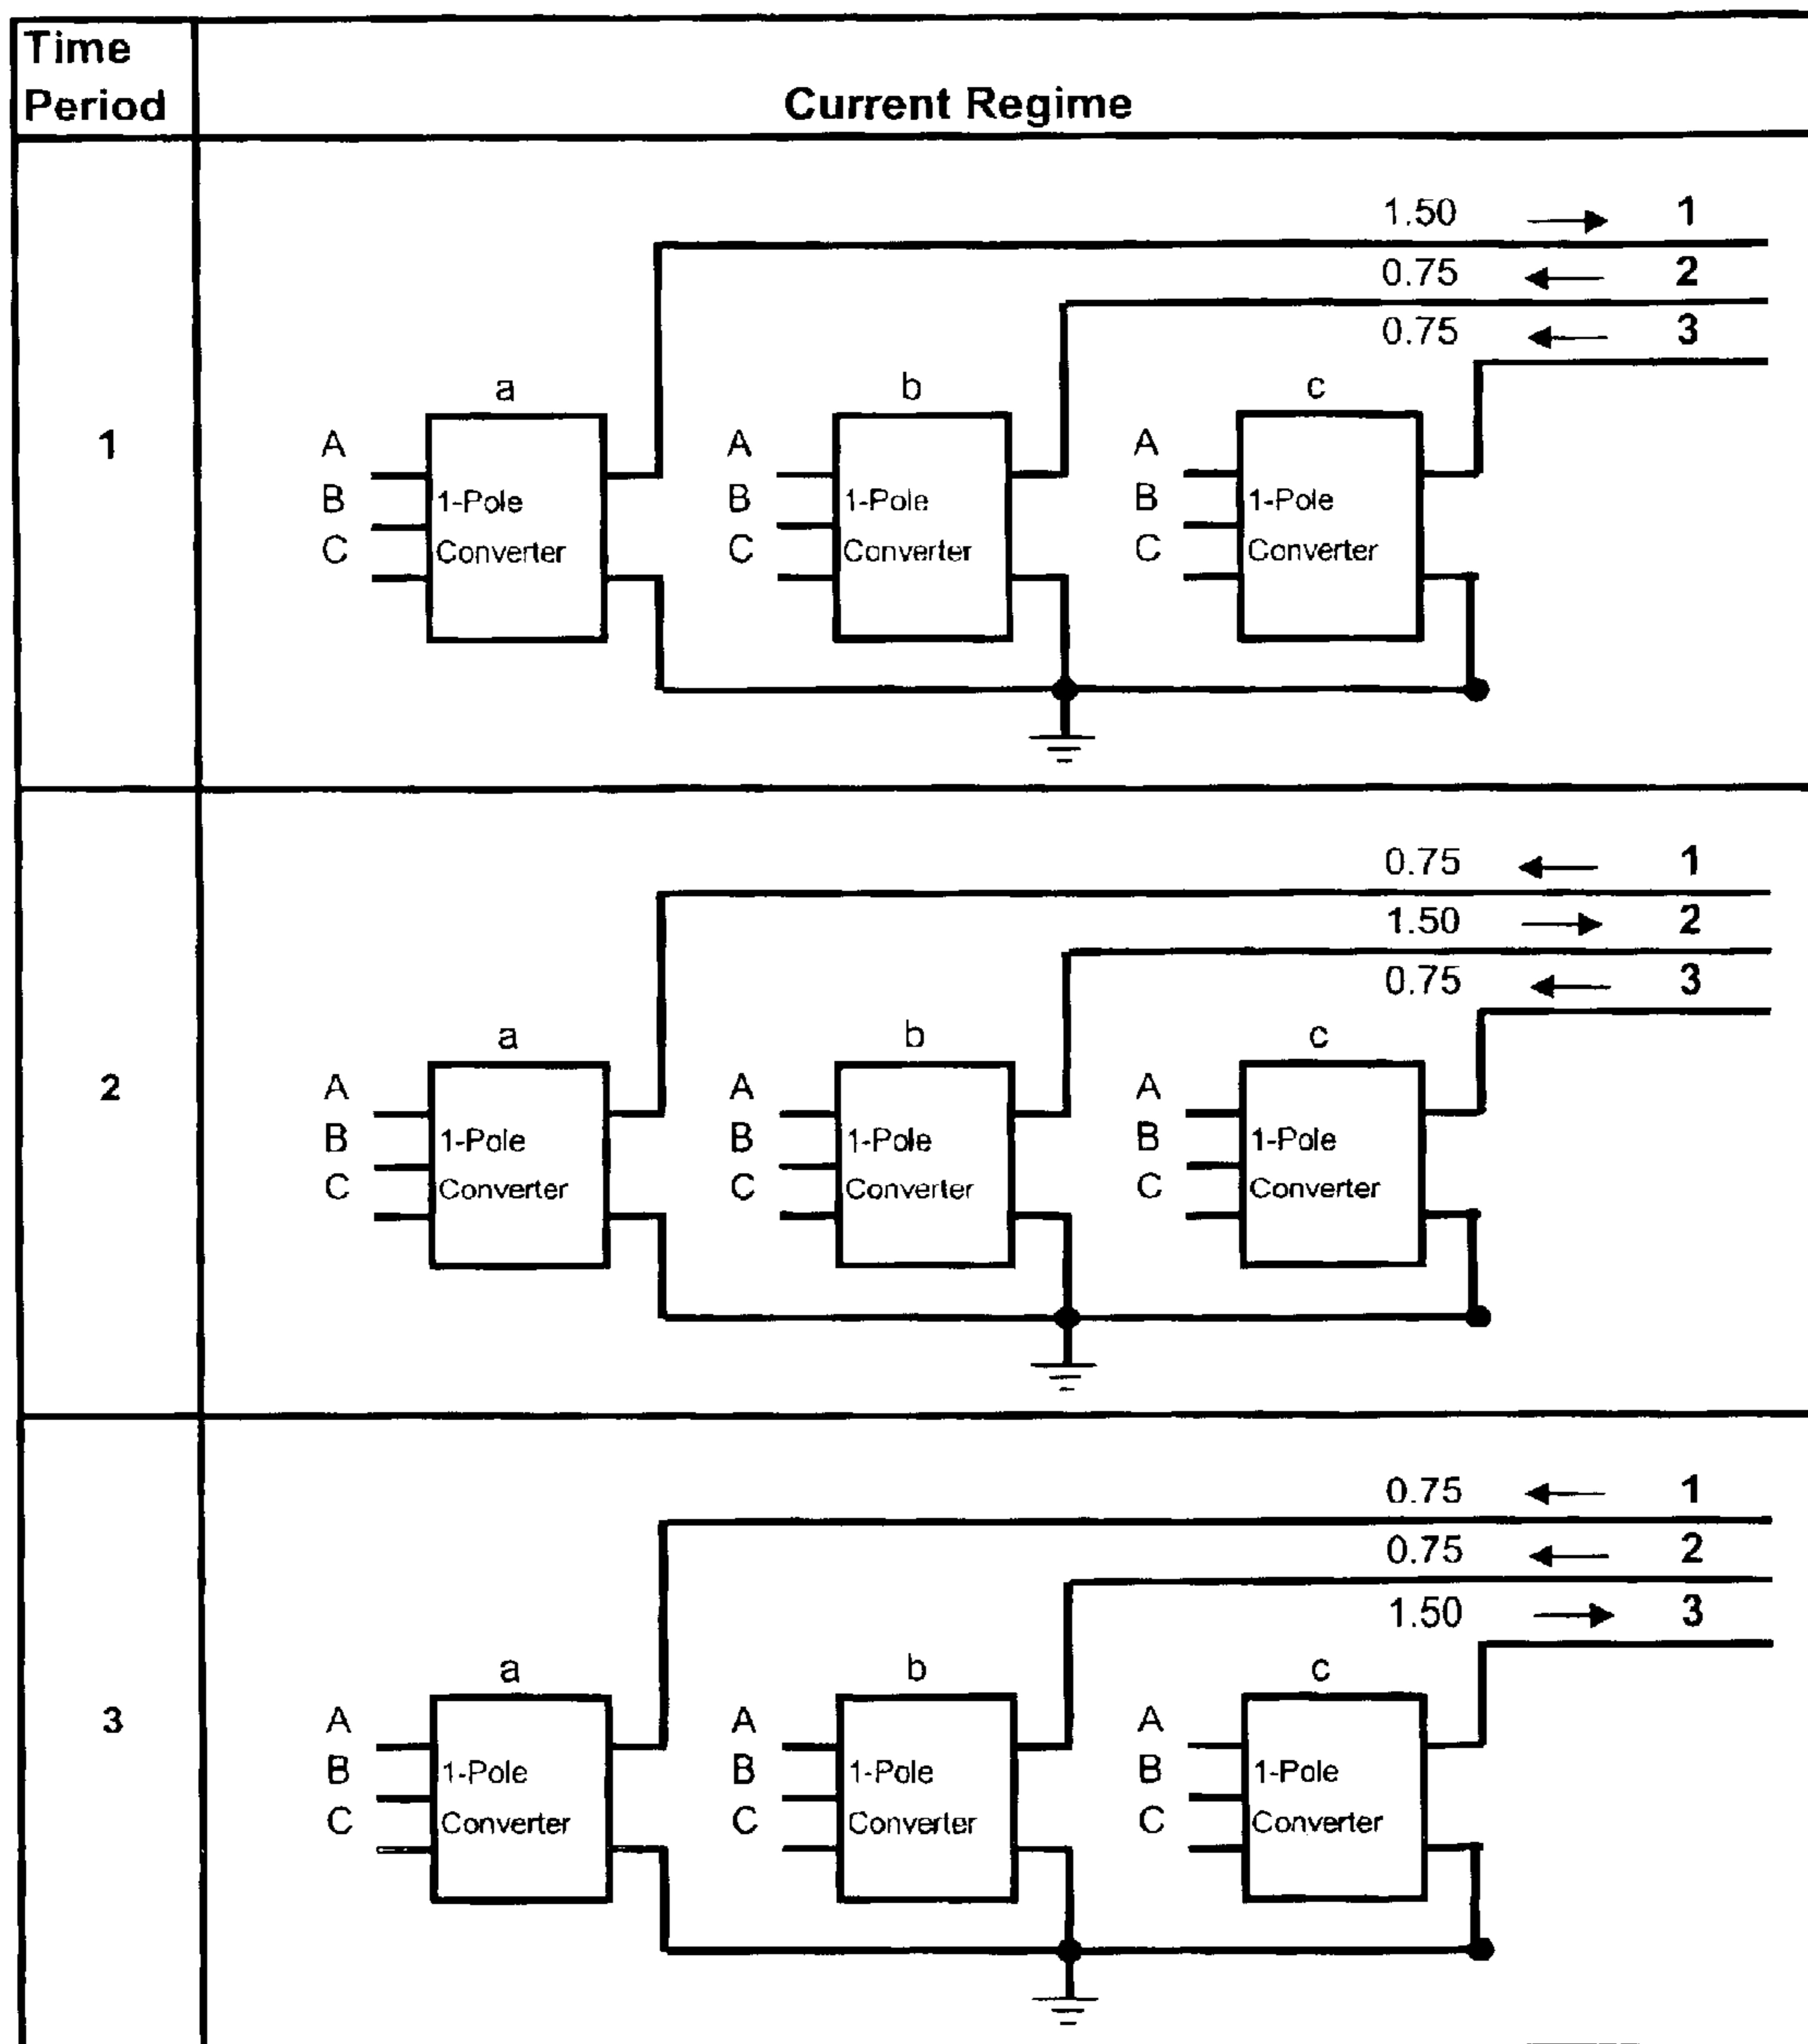 Time
Period
Current Regime
1.50 → 1
0.75 ← 2
0.75 ← 3
a b c
1
A A A
B B B
C C C
1-Pole 1-Pole 1-Pole
Converter Converter Converter
0.75 ← 1
1.50 → 2
0.75 ← 3
a b c
2
A A A
B B B
C C C
1-Pole 1-Pole 1-Pole
Converter Converter Converter
0.75 ← 1
0.75 ← 2
1.50 → 3
a b c
3
A A A
B B B
C C C
1-Pole 1-Pole 1-Pole
Converter Converter Converter